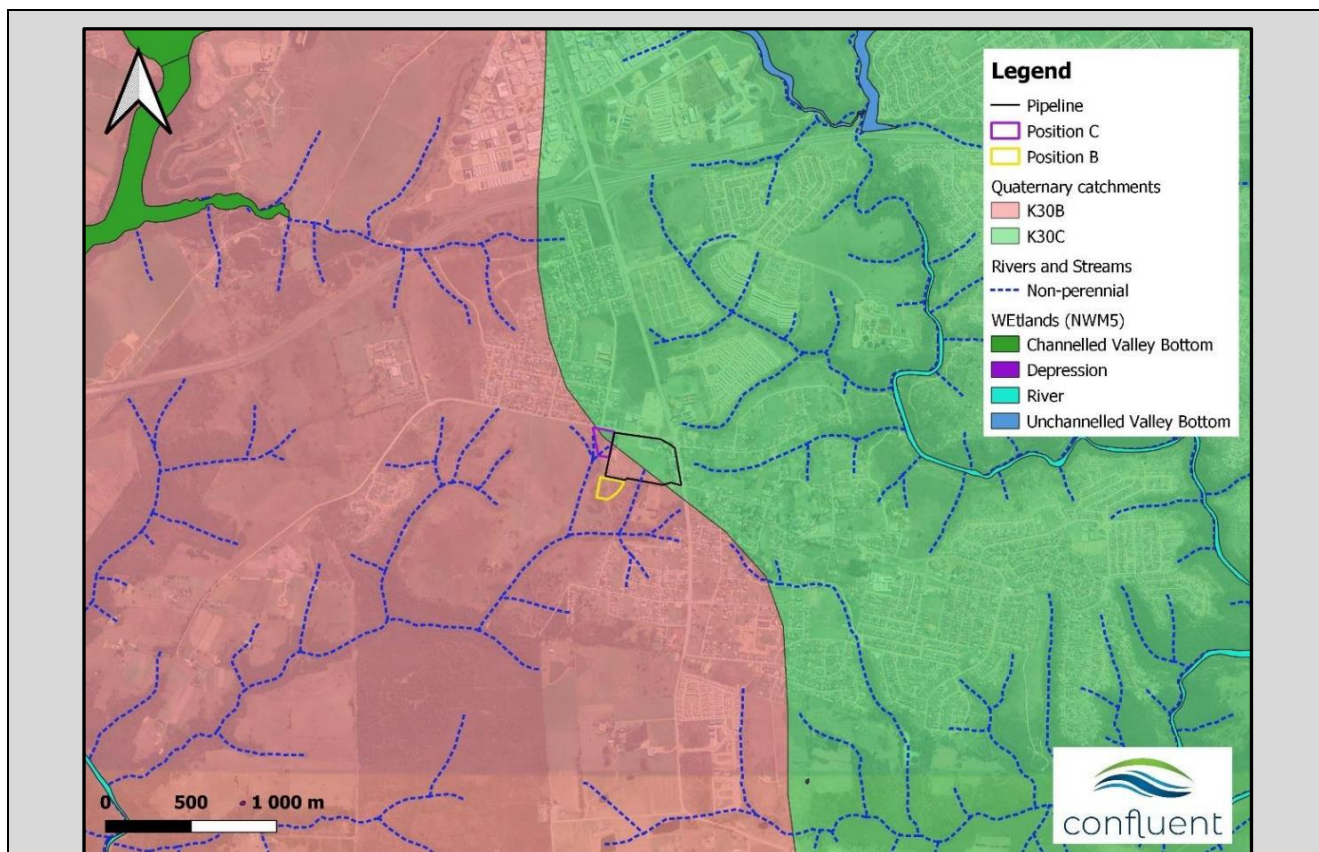 Legend
Pipeline
Position C
Position B
Quaternary catchments
K30B
K30C
Rivers and Streams
Non-perennial
WEtlands (NWM5)
Channelled Valley Bottom
Depression
River
Unchannelled Valley Bottom
0 500 1 000 m
confluent